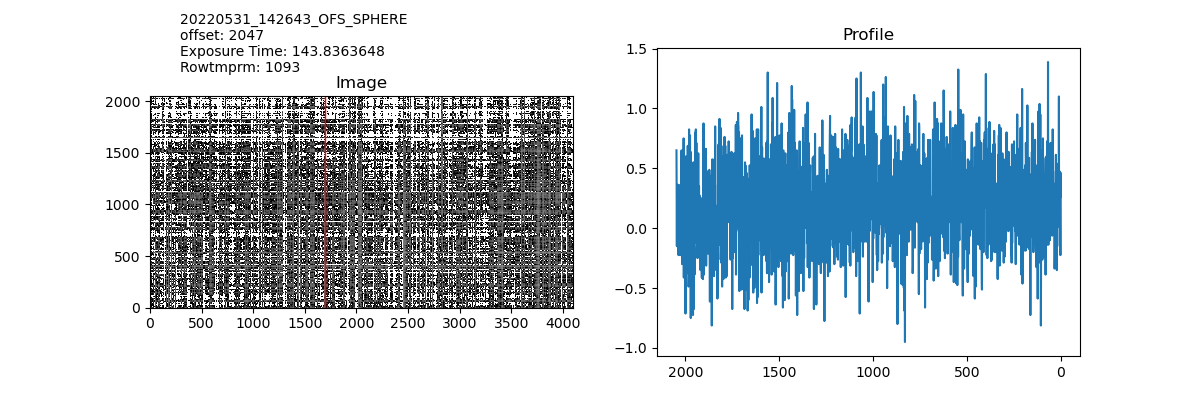 20220531_142643_OFS_SPHERE
offset: 2047
Exposure Time: 143.8363648
Rowtmprm: 1093
Image
2000
1500
1000
500
0
0 500 1000 1500 2000 2500 3000 3500 4000
Profile
1.5
1.0
0.5
0.0
−0.5
−1.0
2000 1500 1000 500 0